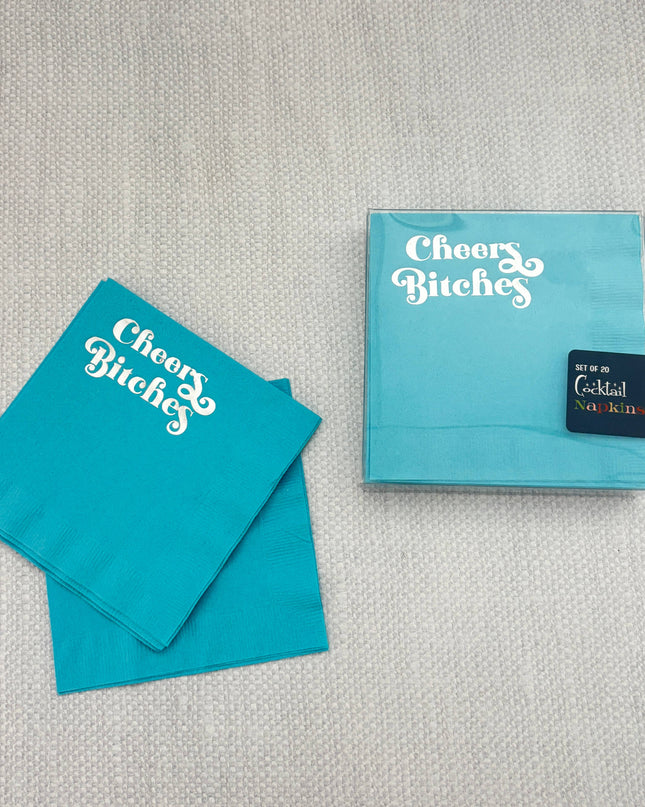 Cheers
Bitches
Cheers
Bitches
SET OF 20
Cocktail
Napkins